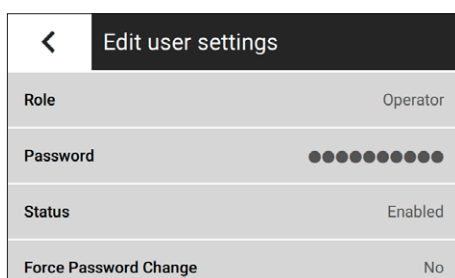 Edit user settings
Role Operator
Password ●●●●●●●●●●
Status Enabled
Force Password Change No